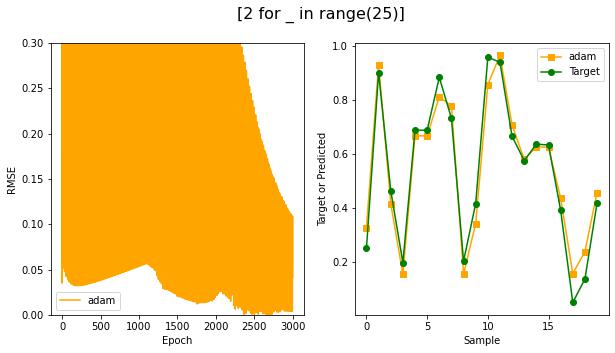 [2 for _ in range(25)]
0.30
0.25
0.20
0.15
0.10
0.05
0.00
RMSE
0 500 1000 1500 2000 2500 3000
Epoch
adam
1.0
0.8
0.6
0.4
0.2
Target or Predicted
0 5 10 15
Sample
adam
Target